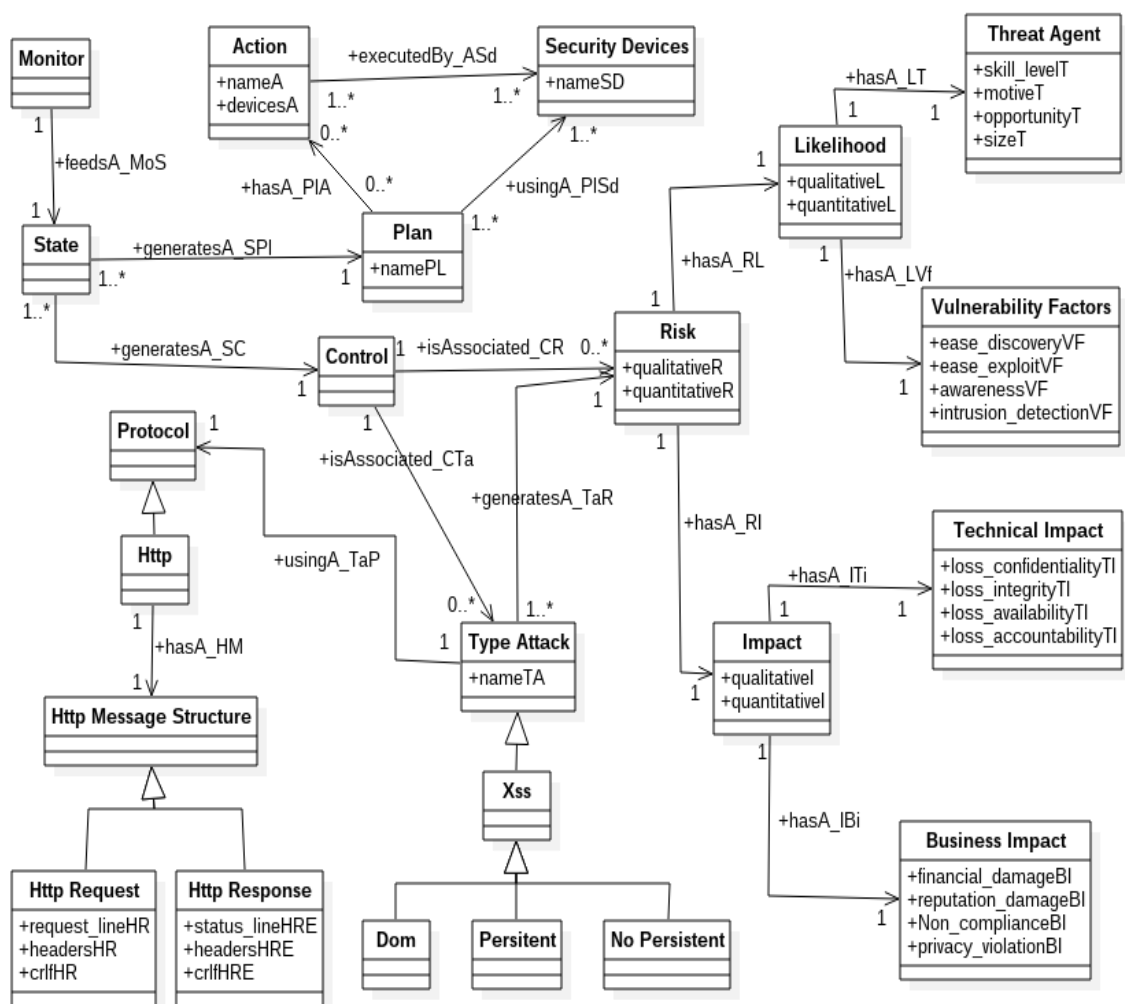 Monitor
1
+feedsA_MoS
1
State
1..*
1..*
Action
+nameA
+devicesA
+executedBy_ASd
1..*
1..*
Security Devices
+nameSD
0..*
+hasA_PlA
0..*
1..*
+usingA_PlSd
1..*
Plan
+namePL
+generatesA_SPl
1
+generatesA_SC
1
Control
1
+isAssociated_CR
0..*
1
1
+isAssociated_CTa
0..*
Risk
+qualitativeR
+quantitativeR
1
+hasA_RL
1
Likelihood
+qualitativeL
+quantitativeL
+hasA_LT
1
1
Threat Agent
+skill_levelT
+motiveT
+opportunityT
+sizeT
1
+hasA_LVf
1
Vulnerability Factors
+ease_discoveryVF
+ease_exploitVF
+awarenessVF
+intrusion_detectionVF
Protocol
1
+usingA_TaP
1
Http
1
+hasA_HM
1
Http Message Structure
Http Request
+request_lineHR
+headersHR
+crlfHR
Http Response
+status_lineHRE
+headersHRE
+crlfHRE
+generatesA_TaR
1..*
Type Attack
+nameTA
Xss
Dom
Persitent
No Persistent
1
+hasA_RI
1
Impact
+qualitativeI
+quantitativeI
+hasA_ITi
1
1
Technical Impact
+loss_confidentialityTI
+loss_integrityTI
+loss_availabilityTI
+loss_accountabilityTI
1
+hasA_IBi
1
Business Impact
+financial_damageBI
+reputation_damageBI
+Non_complianceBI
+privacy_violationBI